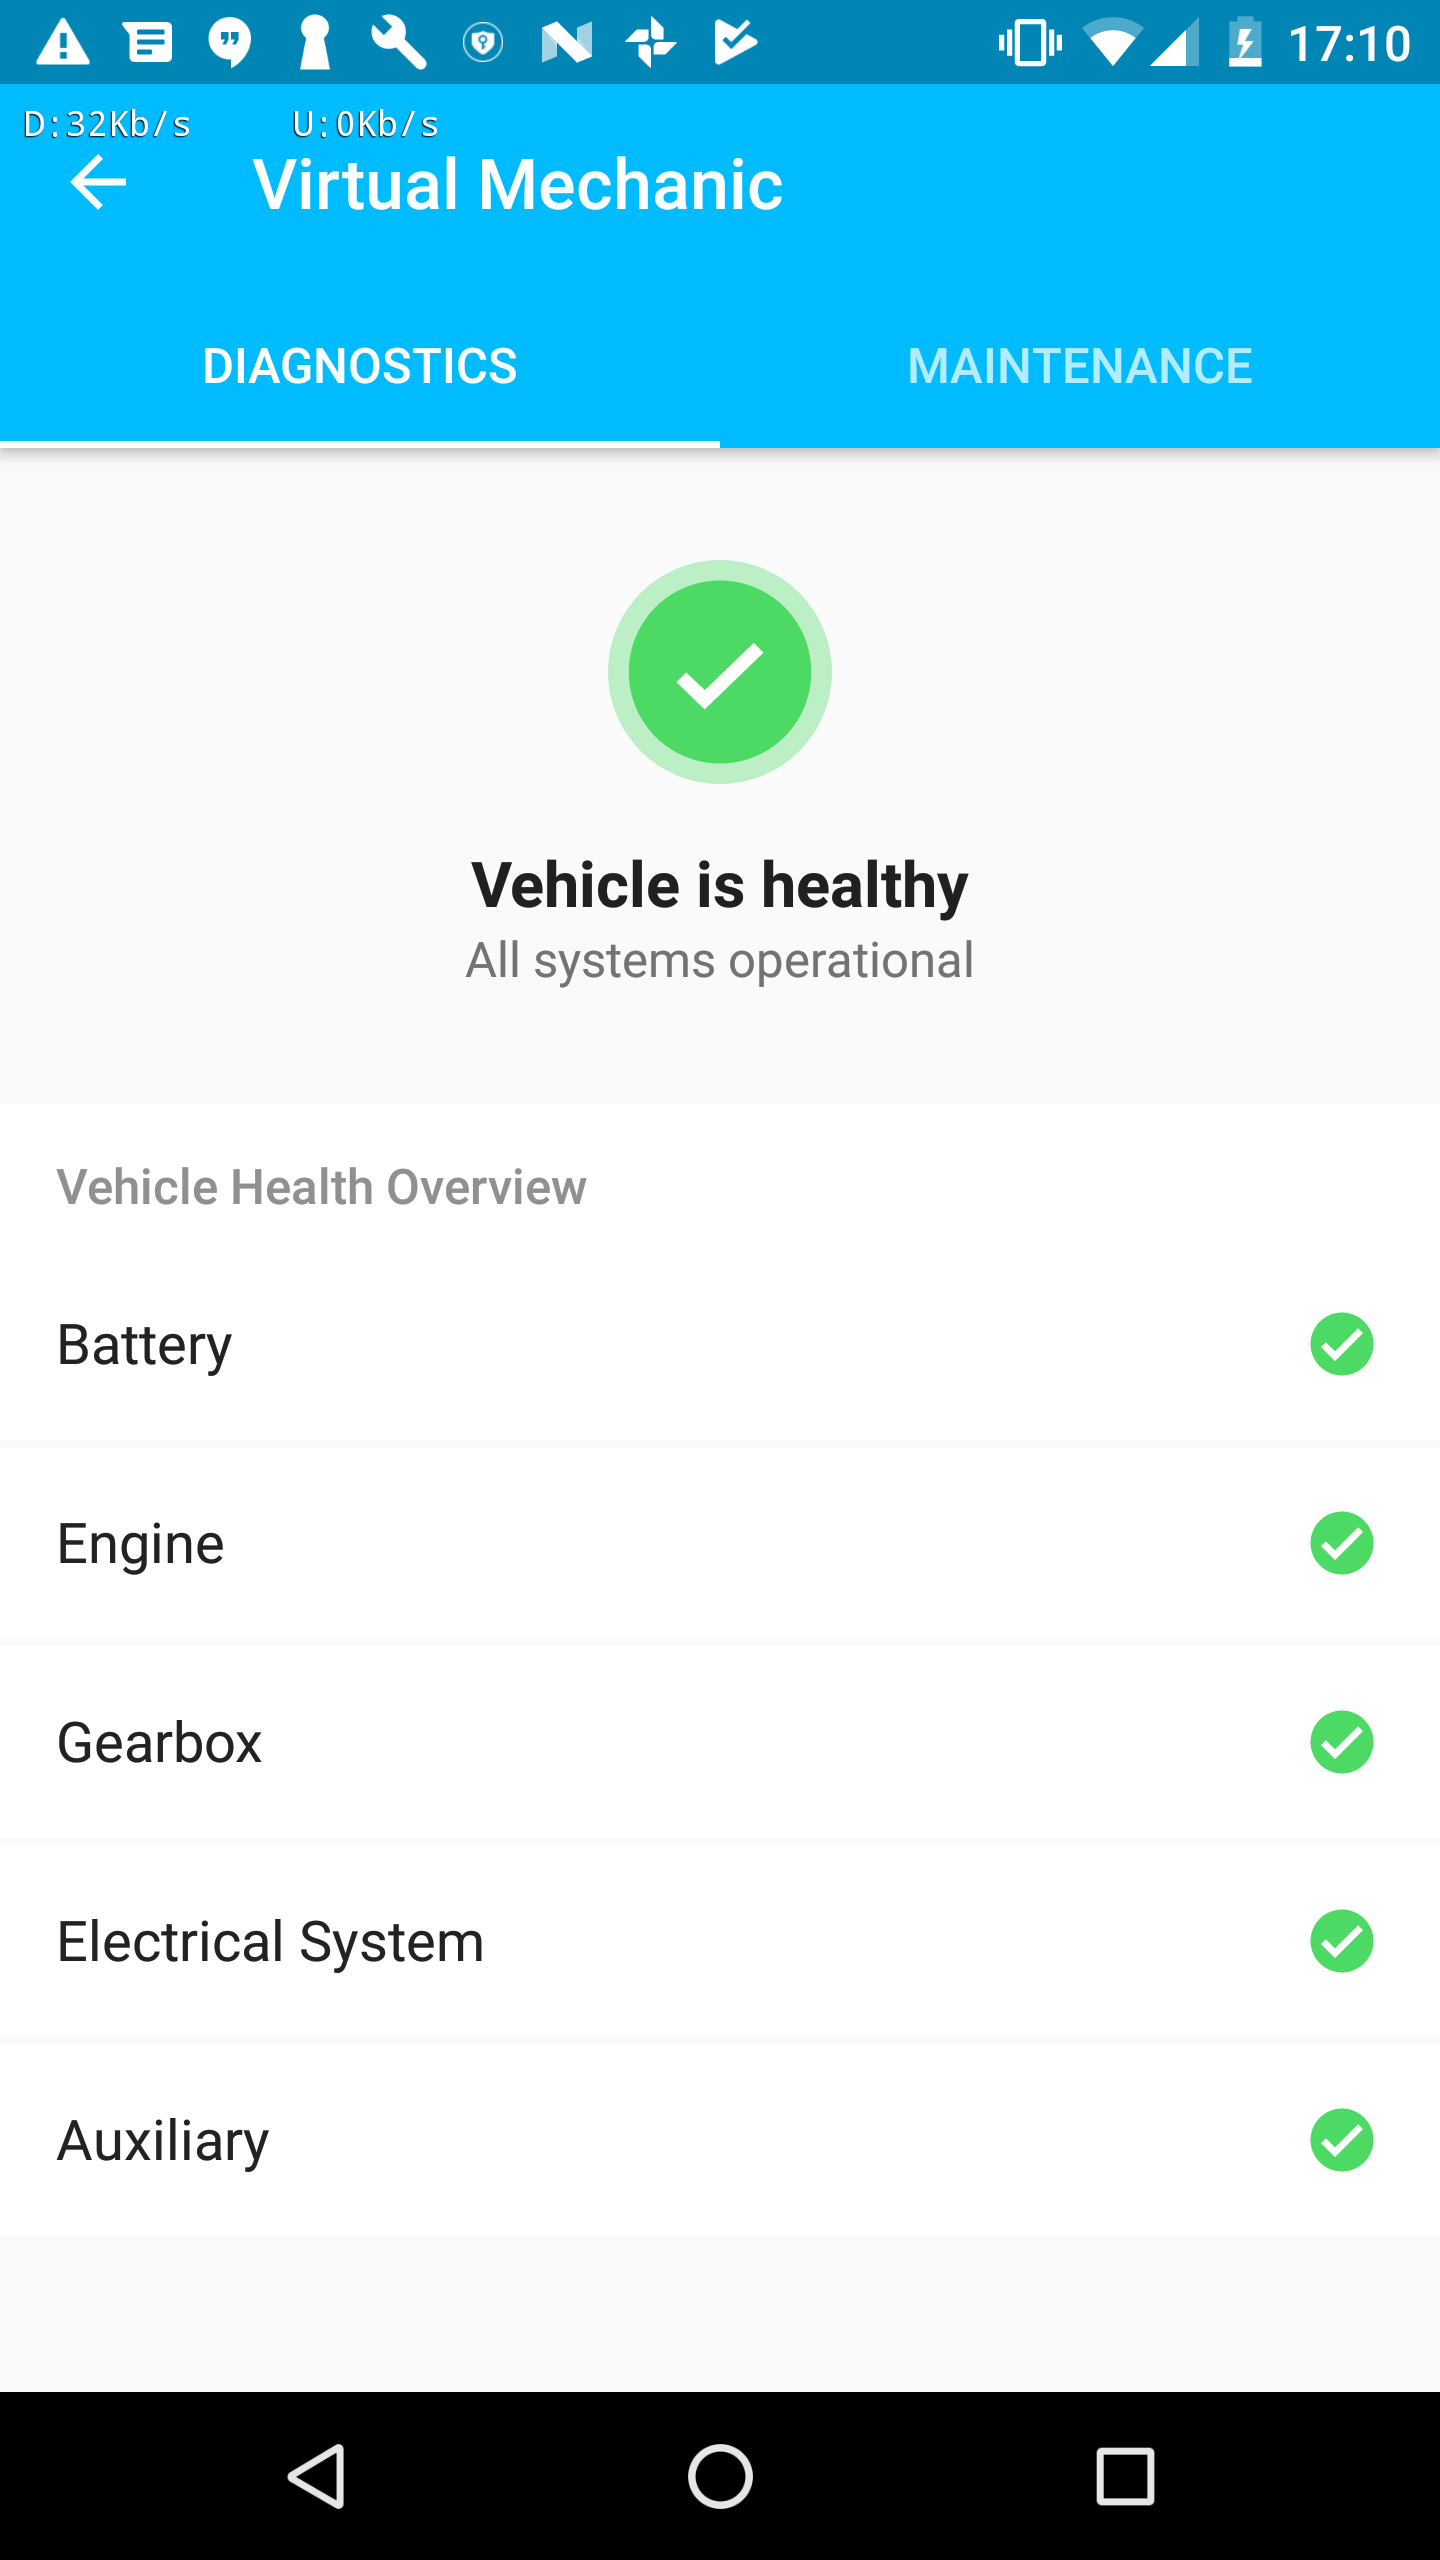 17:10
D:32Kb/s U:0Kb/s
Virtual Mechanic
DIAGNOSTICS MAINTENANCE
Vehicle is healthy
All systems operational
Vehicle Health Overview
Battery
Engine
Gearbox
Electrical System
Auxiliary